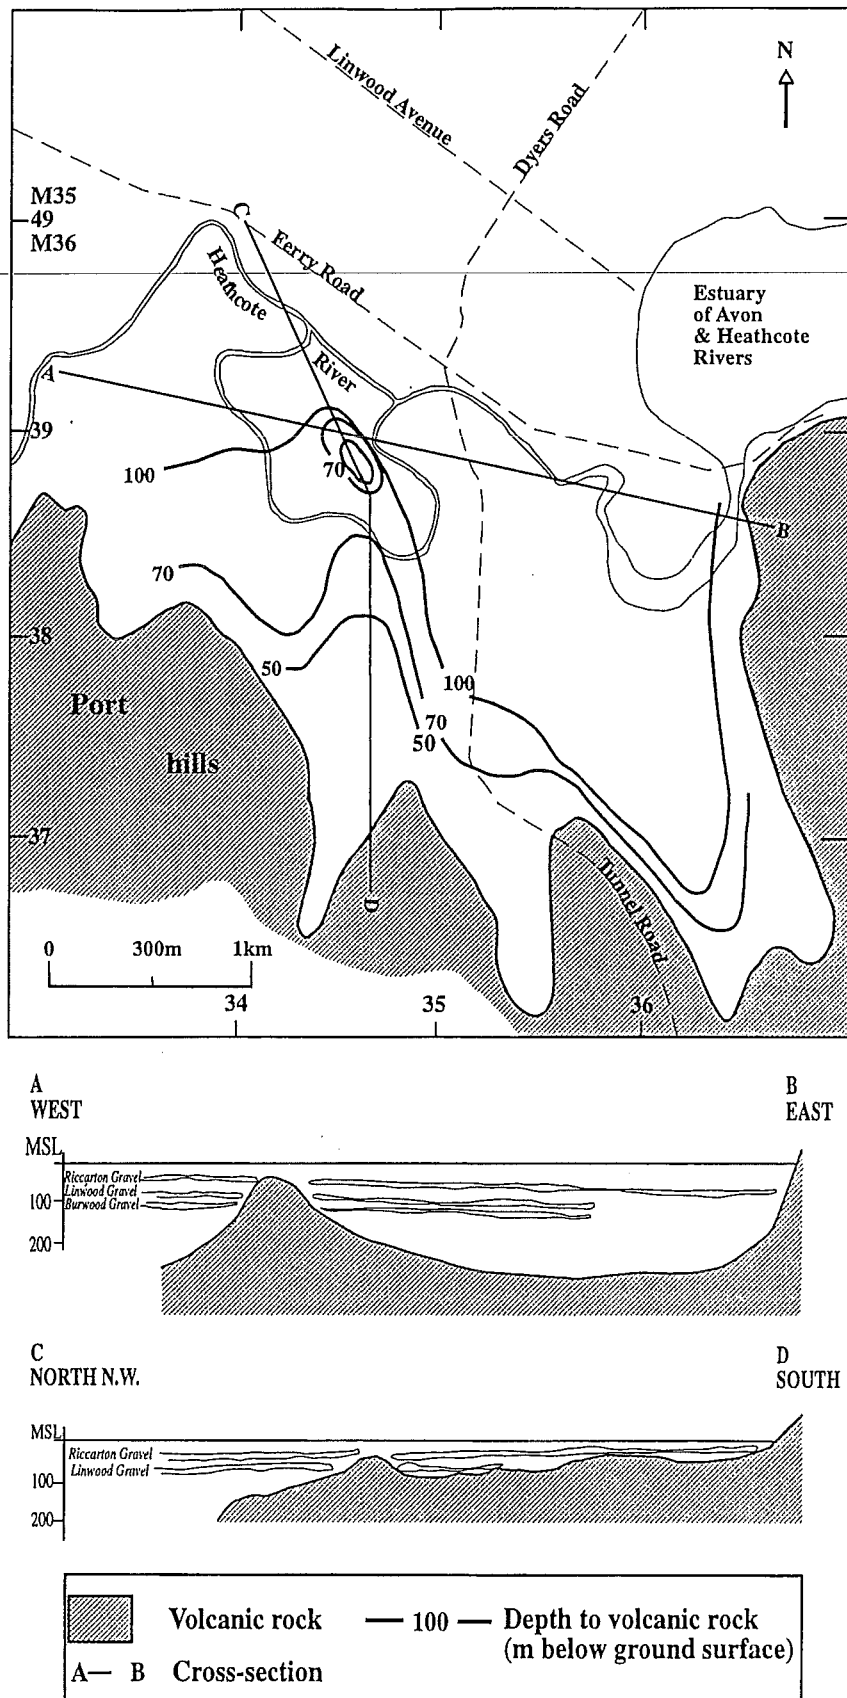 Linwood Avenue
Dyers Road
N
M35
49
M36
C
Ferry Road
Heathcote
River
Estuary
of Avon
& Heathcote
Rivers
A
39
100
70
B
70
38
50
100
Port
hills
70
50
37
Tunnel Road
D
0 300m 1km
34 35 36
A
WEST
B
EAST
MSL
Riccarton Gravel
Linwood Gravel
Burwood Gravel
100
200
C
NORTH N.W.
D
SOUTH
MSL
Riccarton Gravel
Linwood Gravel
100
200
Volcanic rock
— 100 — Depth to volcanic rock
(m below ground surface)
A— B Cross-section